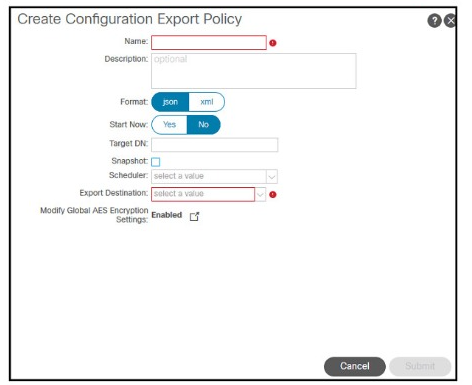 Create Configuration Export Policy
?
Name:
Description: optional
Format: json xml
Start Now: Yes No
Target DN:
Snapshot:
Scheduler: select a value
Export Destination: select a value
Modify Global AES Encryption
Settings: Enabled
Cancel Submit